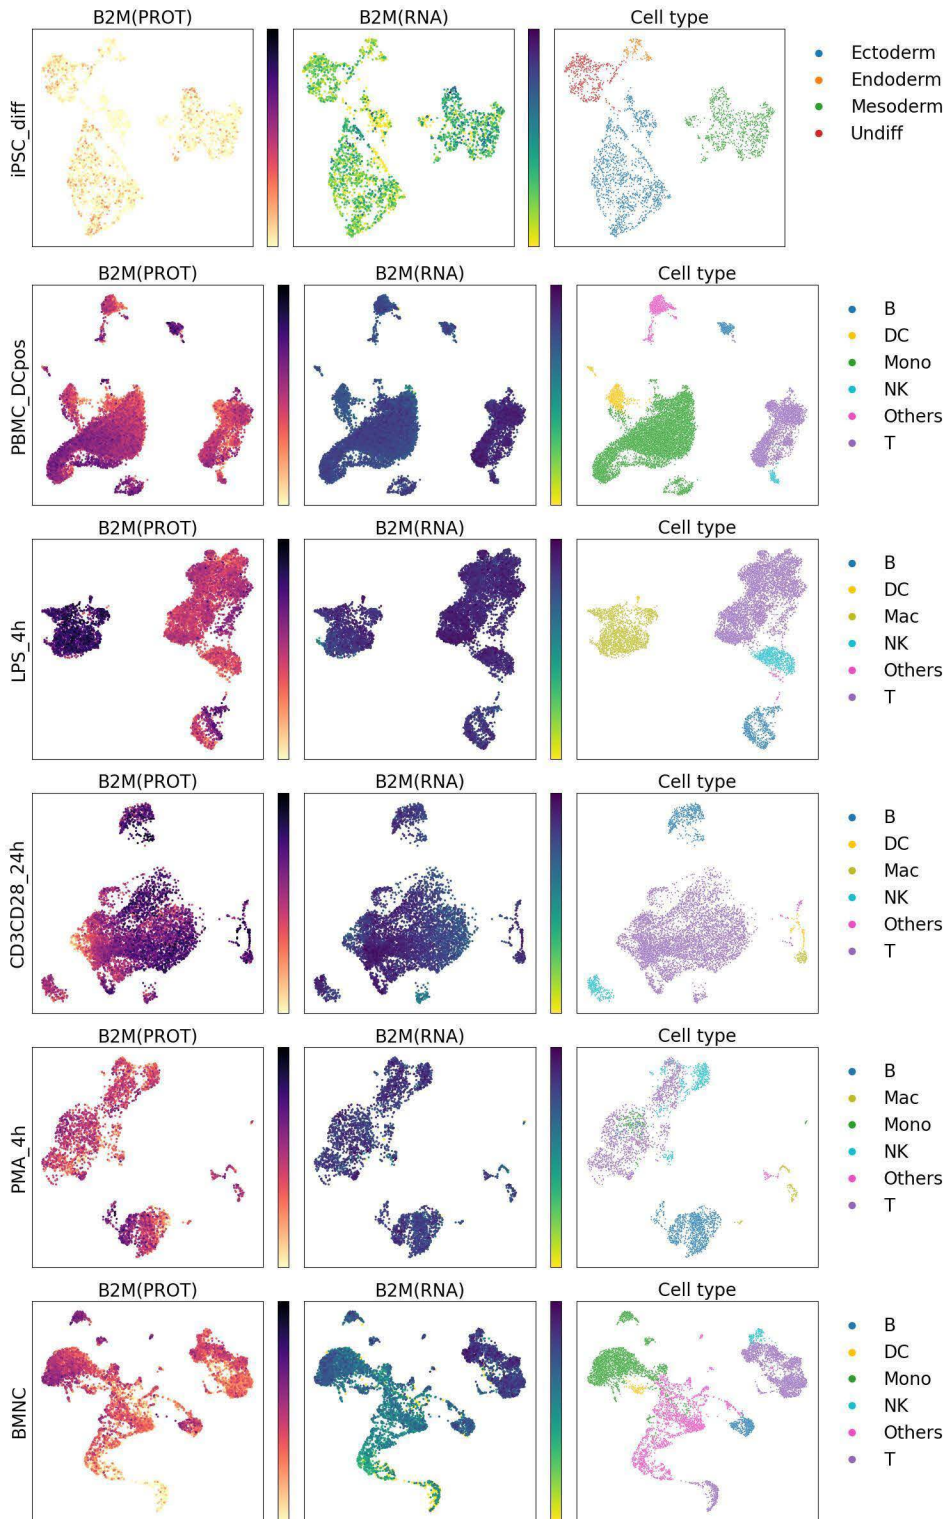 B2M(PROT) B2M(RNA) Cell type
iPSC_diff
Ectoderm
Endoderm
Mesoderm
Undiff
B2M(PROT) B2M(RNA) Cell type
PBMC_DCpos
B
DC
Mono
NK
Others
T
B2M(PROT) B2M(RNA) Cell type
LPS_4h
B
DC
Mac
NK
Others
T
B2M(PROT) B2M(RNA) Cell type
CD3CD28_24h
B
DC
Mac
NK
Others
T
B2M(PROT) B2M(RNA) Cell type
PMA_4h
B
Mac
Mono
NK
Others
T
B2M(PROT) B2M(RNA) Cell type
BMNC
B
DC
Mono
NK
Others
T